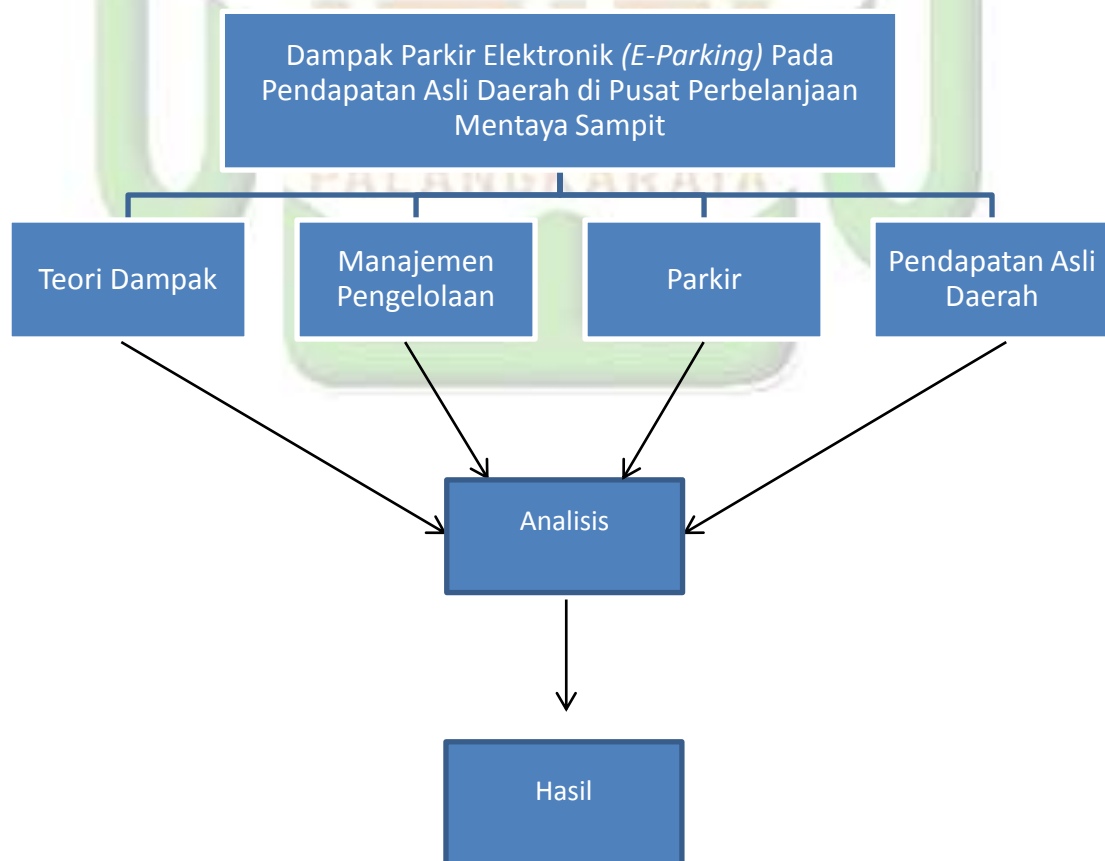 Dampak Parkir Elektronik (E-Parking) Pada
Pendapatan Asli Daerah di Pusat Perbelanjaan
Mentaya Sampit
PALANGKARAYA
Teori Dampak
Manajemen
Pengelolaan
Parkir
Pendapatan Asli
Daerah
Analisis
Hasil